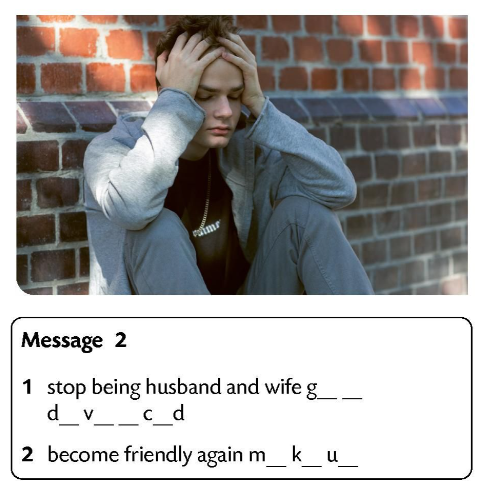 Message 2
1 stop being husband and wife g__ __
d__ v__ __ c__d
2 become friendly again m__ k__ u__